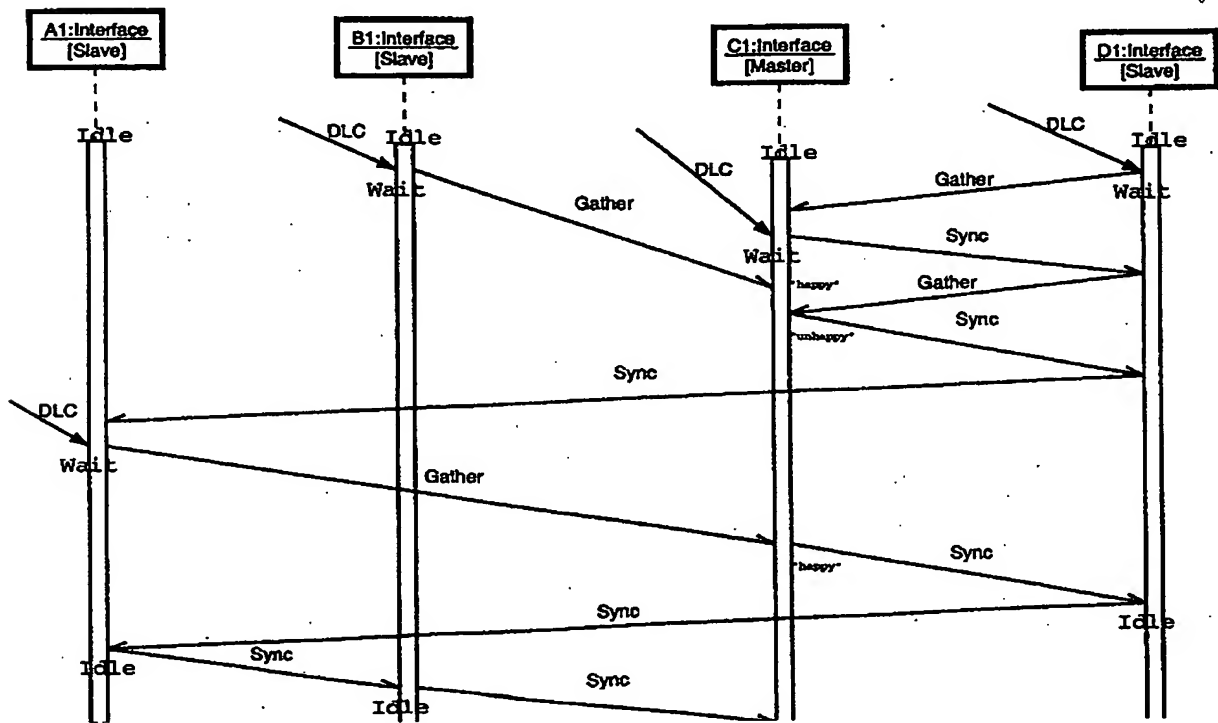 A1:Interface
[Slave]
B1:Interface
[Slave]
C1:Interface
[Master]
D1:Interface
[Slave]
Idle
DLC
Idle
DLC
Idle
DLC
Idle
Wait
Gather
Gather
Wait
Wait
Sync
"happy"
Gather
Sync
"unhappy"
Sync
DLC
Wait
Gather
Sync
"happy"
Sync
Idle
Idle
Sync
Idle
Sync